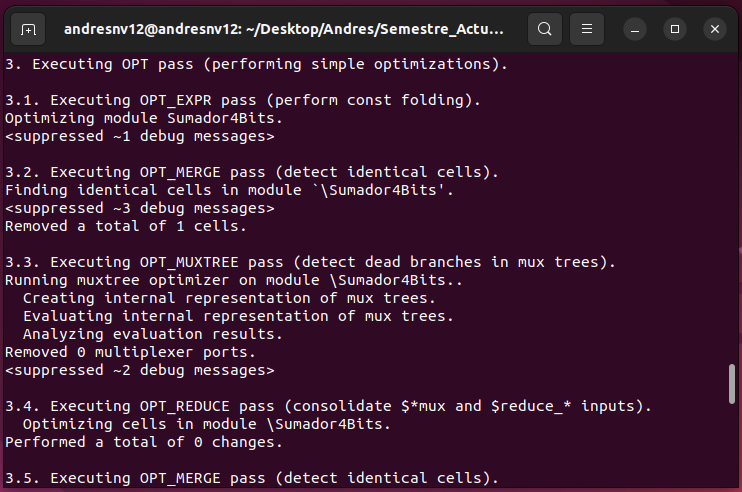 andresnv12@andresnv12: ~/Desktop/Andres/Semestre_Actu...
3. Executing OPT pass (performing simple optimizations).
3.1. Executing OPT_EXPR pass (perform const folding).
Optimizing module Sumador4Bits.
<suppressed ~1 debug messages>
3.2. Executing OPT_MERGE pass (detect identical cells).
Finding identical cells in module `\Sumador4Bits'.
<suppressed ~3 debug messages>
Removed a total of 1 cells.
3.3. Executing OPT_MUXTREE pass (detect dead branches in mux trees).
Running muxtree optimizer on module \Sumador4Bits..
  Creating internal representation of mux trees.
  Evaluating internal representation of mux trees.
  Analyzing evaluation results.
Removed 0 multiplexer ports.
<suppressed ~2 debug messages>
3.4. Executing OPT_REDUCE pass (consolidate $*mux and $reduce_* inputs).
  Optimizing cells in module \Sumador4Bits.
Performed a total of 0 changes.
3.5. Executing OPT_MERGE pass (detect identical cells).